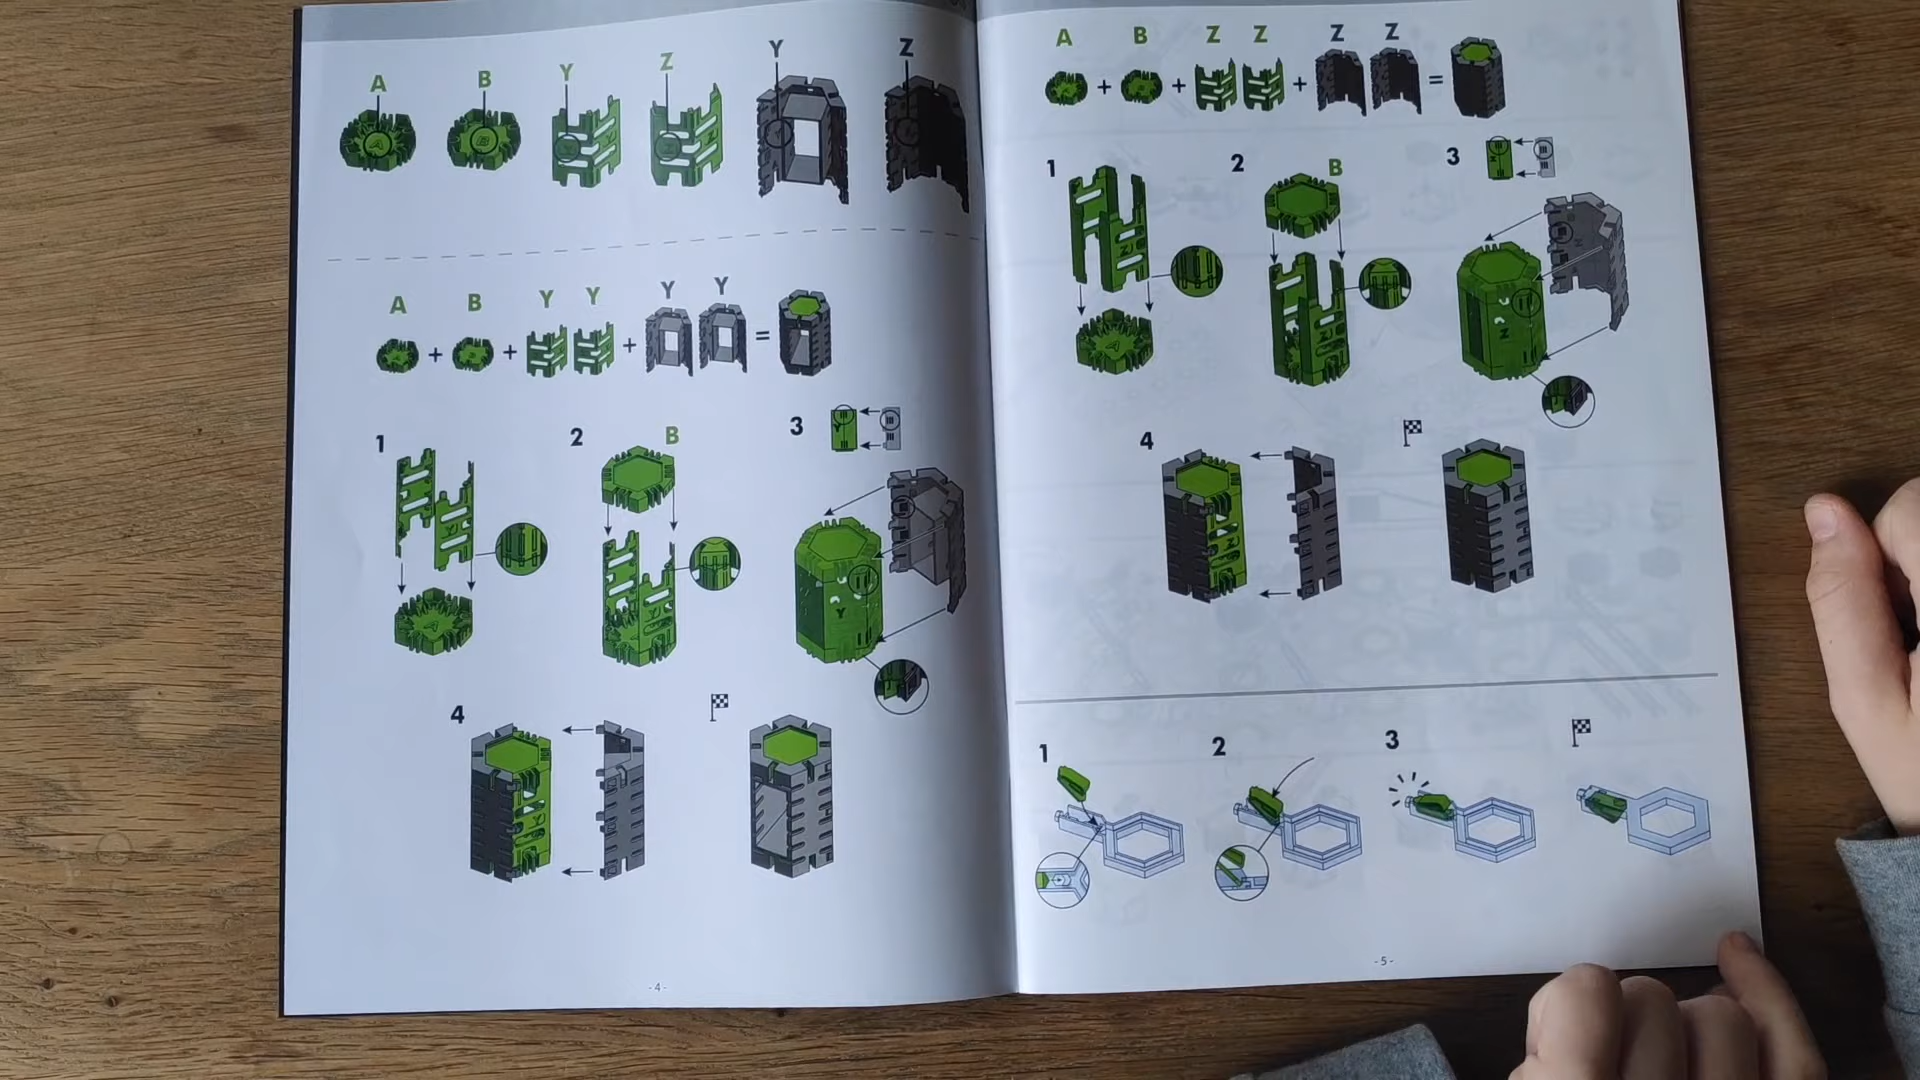 A B Y Z Y Z
A B Y Y Y Y
+ + + =
1 2 B 3
4
- 4 -
A B Z Z Z Z
+ + + =
1 2 B 3
4
1 2 3
- 5 -